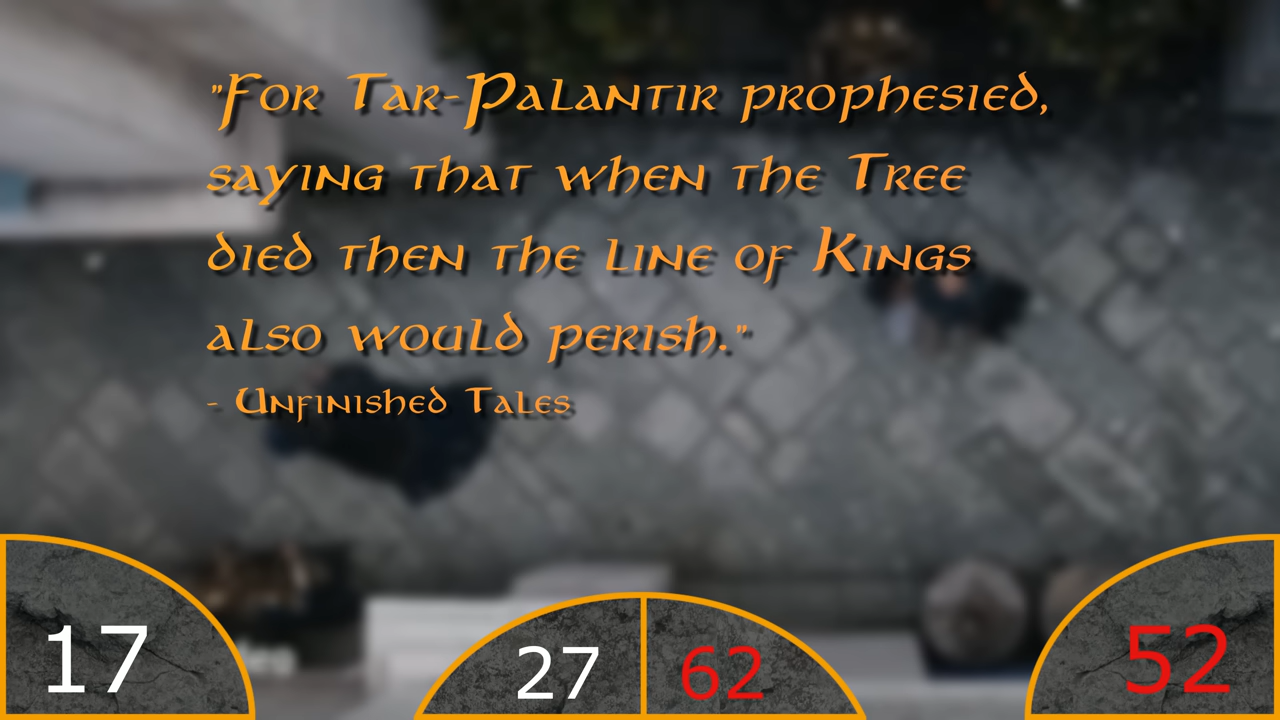 "For Tar-Palantir prophesied,
saying that when the Tree
died then the line of Kings
also would perish."
- Unfinished Tales
17
27
62
52